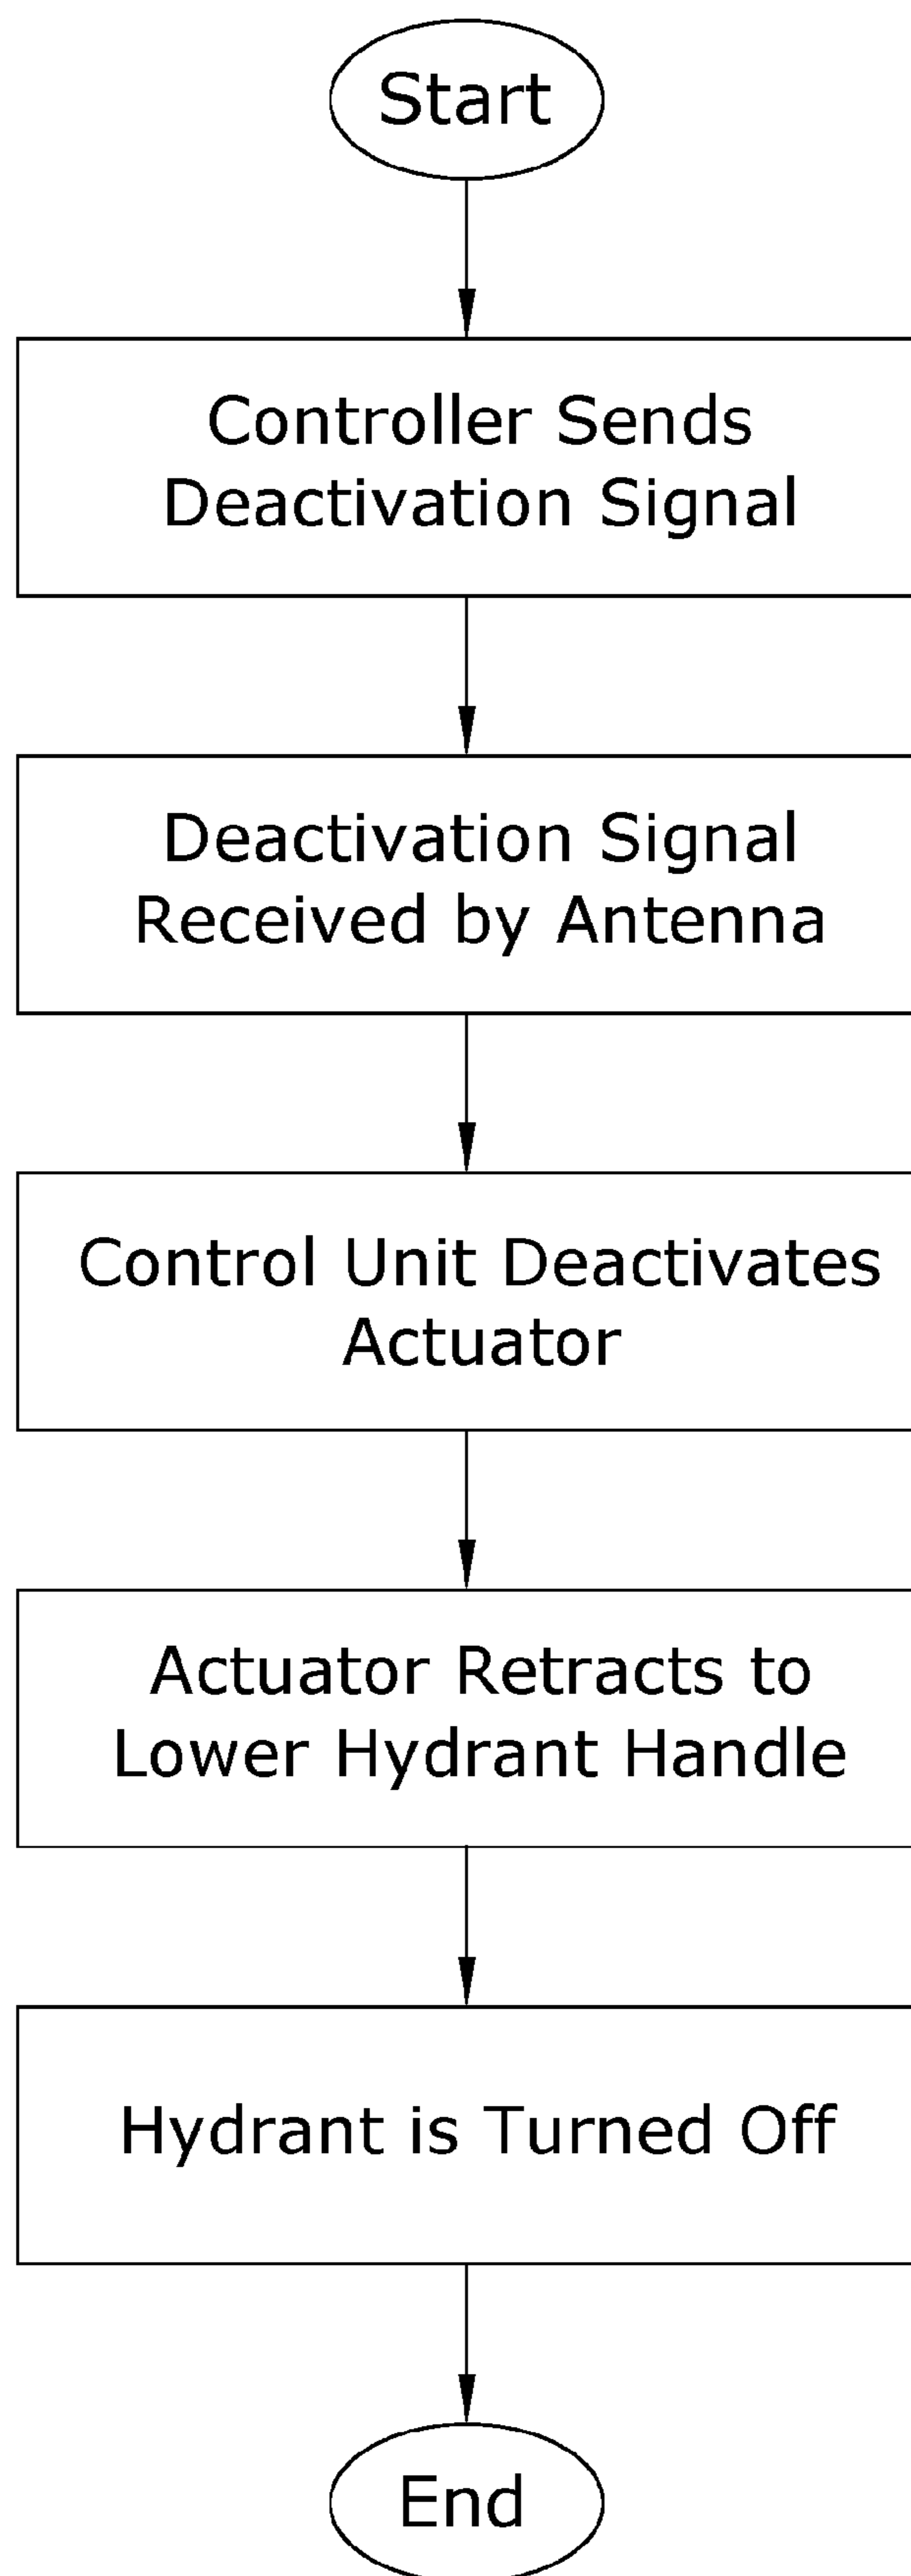 Start
Controller Sends
Deactivation Signal
Deactivation Signal
Received by Antenna
Control Unit Deactivates
Actuator
Actuator Retracts to
Lower Hydrant Handle
Hydrant is Turned Off
End